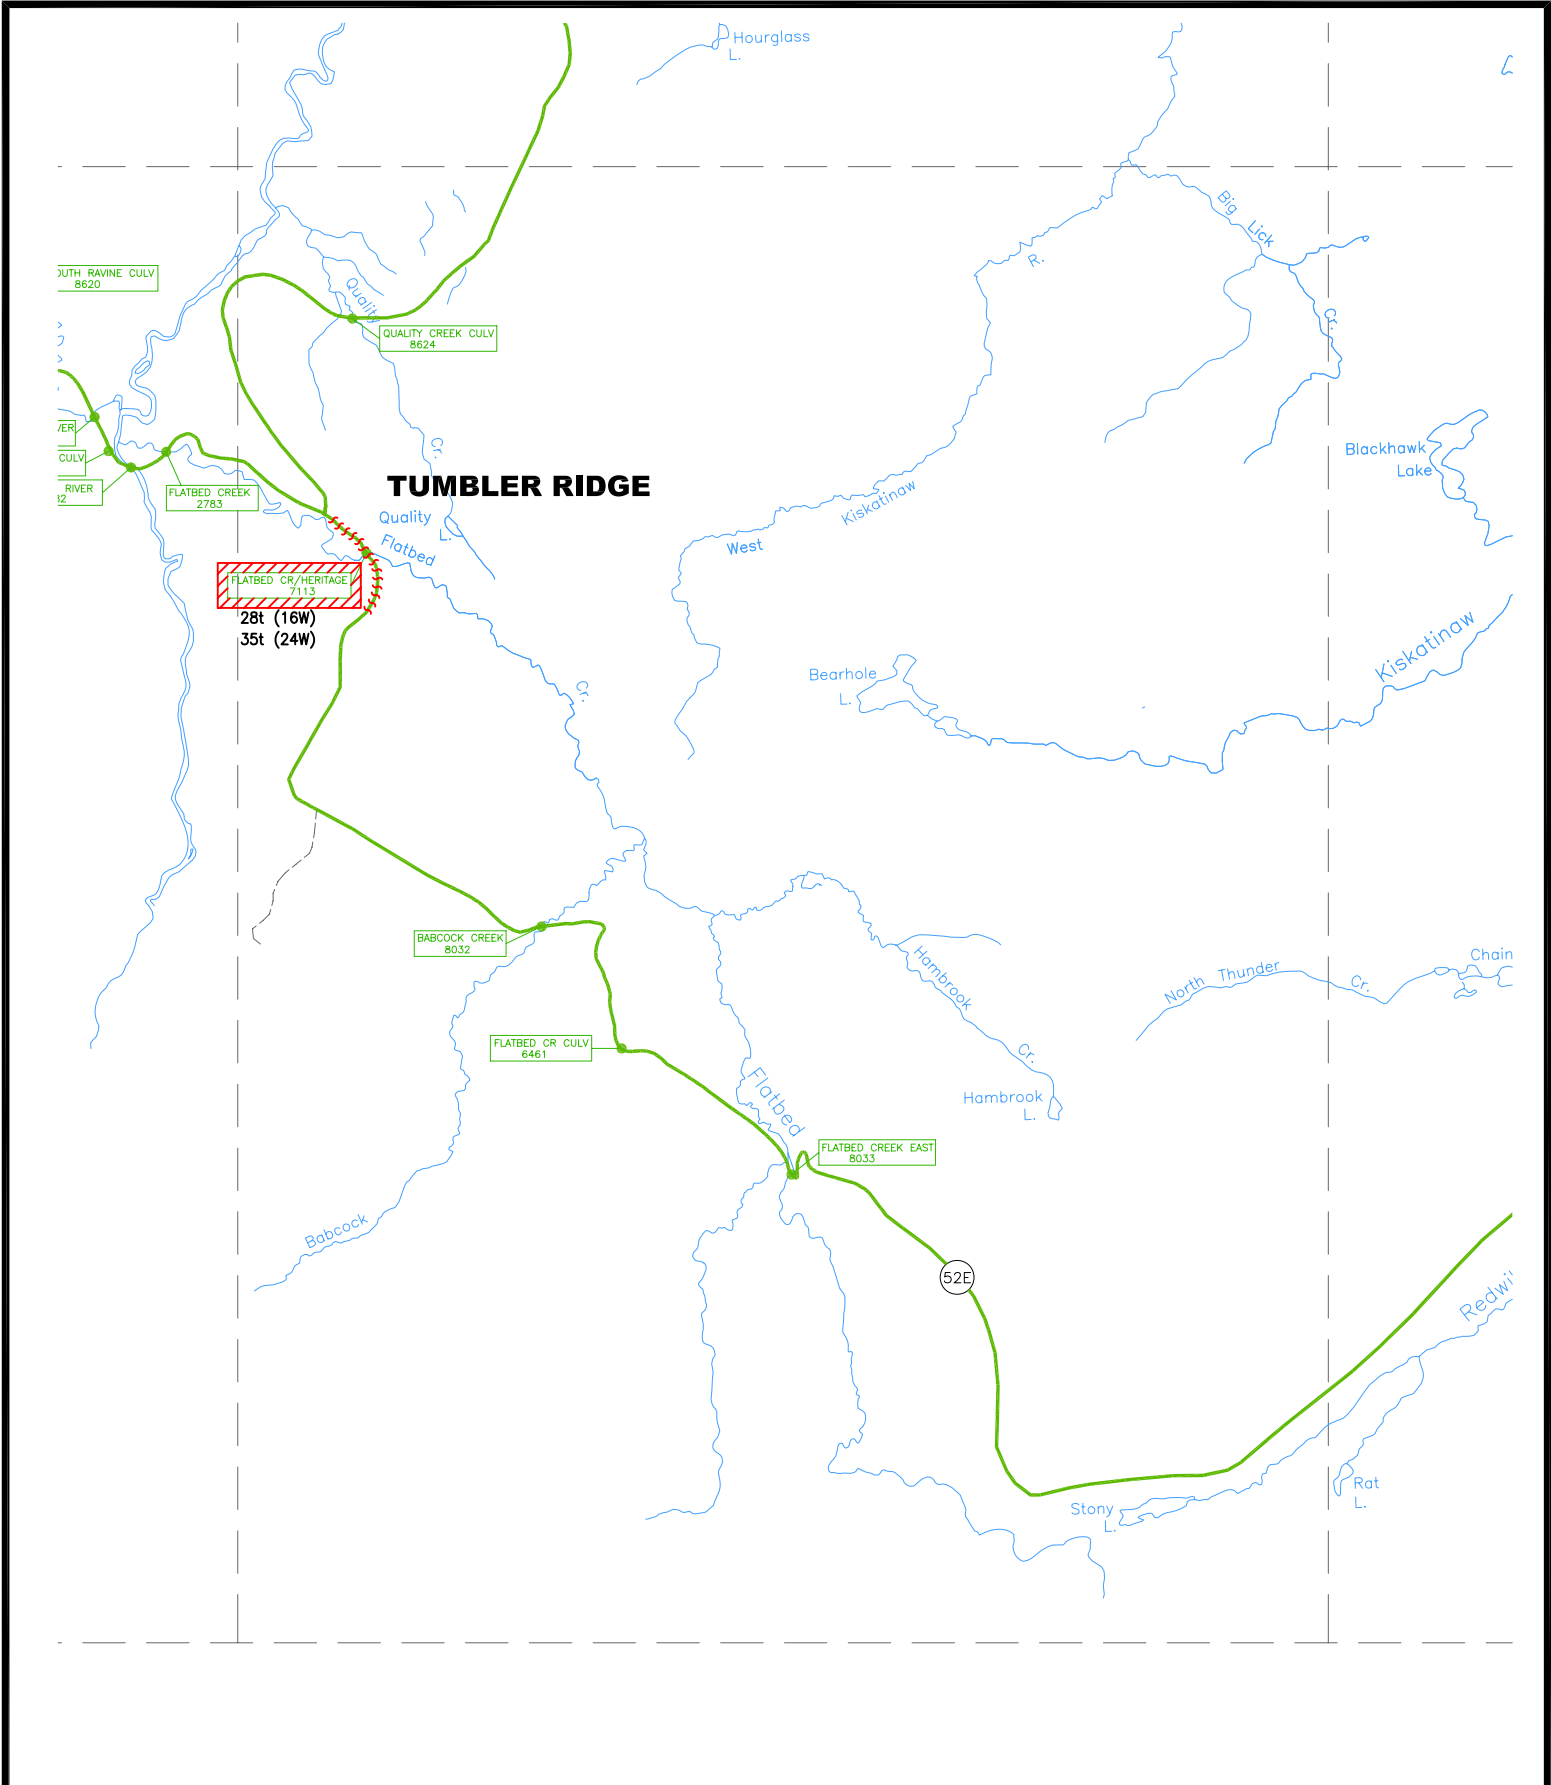 Hourglass
L.
Big Lick
Cr.
R.
OUTH RAVINE CULV
8620
Quality
QUALITY CREEK CULV
8624
VER
CULV
RIVER
32
FLATBED CREEK
2783
Cr.
TUMBLER RIDGE
Quality
L.
Flatbed
Blackhawk
Lake
Kiskatinaw
West
FLATBED CR/HERITAGE
7113
28t (16W)
35t (24W)
Kiskatinaw
Bearhole
L.
Cr.
BABCOCK CREEK
8032
Hambrook
Cr.
North Thunder
Cr.
Chain
FLATBED CR CULV
6461
Flatbed
Hambrook
L.
FLATBED CREEK EAST
8033
Babcock
52E
Redwi
Stony
L.
Rat
L.